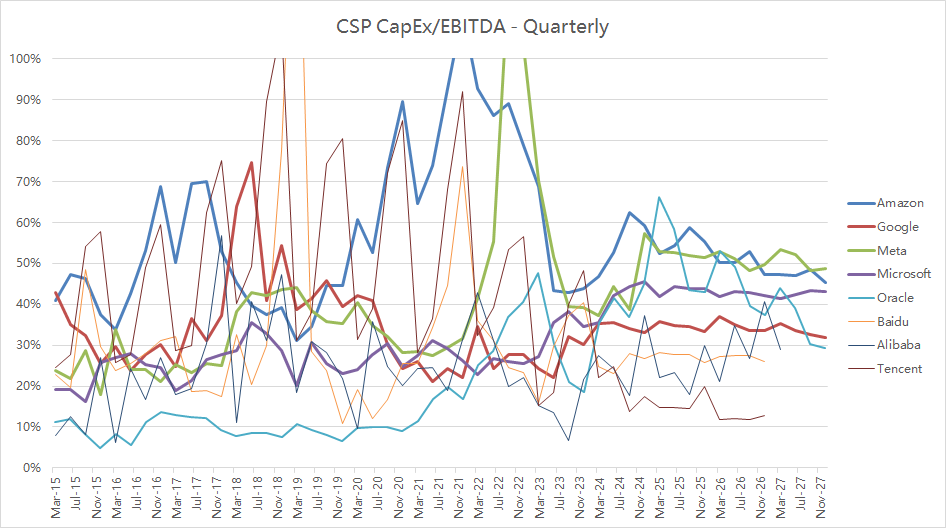 CSP CapEx/EBITDA - Quarterly
100%
90%
80%
70%
60%
50%
40%
30%
20%
10%
0%
Mar-15
Jul-15
Nov-15
Mar-16
Jul-16
Nov-16
Mar-17
Jul-17
Nov-17
Mar-18
Jul-18
Nov-18
Mar-19
Jul-19
Nov-19
Mar-20
Jul-20
Nov-20
Mar-21
Jul-21
Nov-21
Mar-22
Jul-22
Nov-22
Mar-23
Jul-23
Nov-23
Mar-24
Jul-24
Nov-24
Mar-25
Jul-25
Nov-25
Mar-26
Jul-26
Nov-26
Mar-27
Jul-27
Nov-27
Amazon
Google
Meta
Microsoft
Oracle
Baidu
Alibaba
Tencent